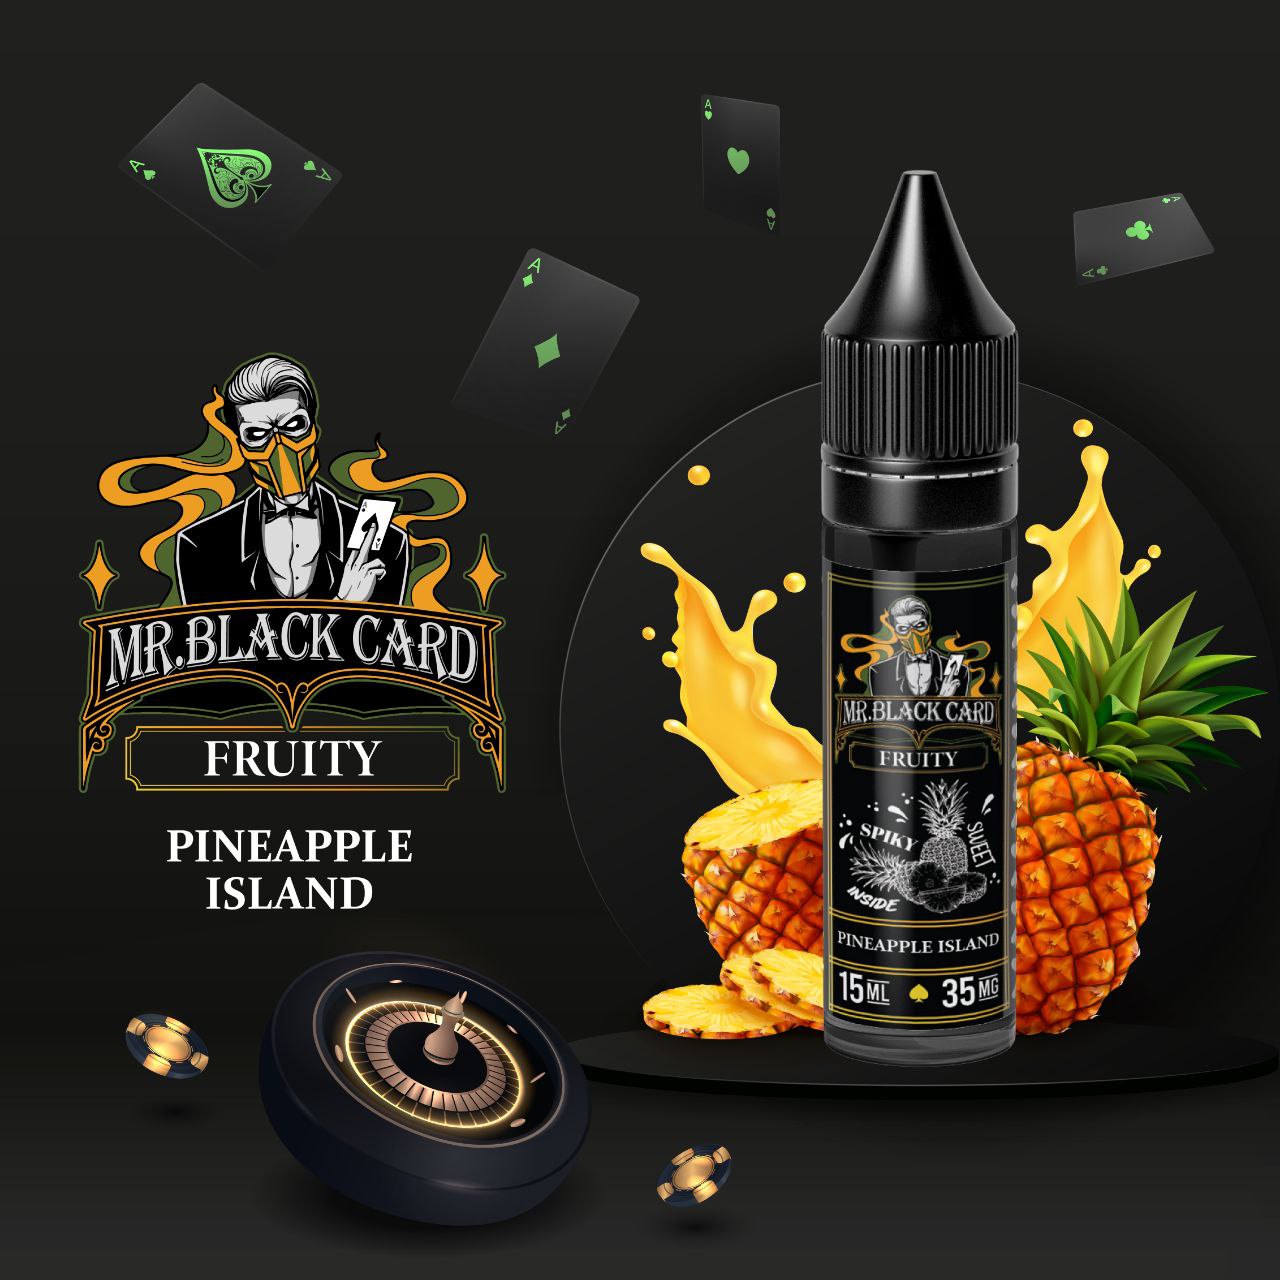 A
A
A
A
A
A
A
A
MR.BLACK CARD
FRUITY
PINEAPPLE
ISLAND
MR.BLACK CARD
FRUITY
SPIKY
SWEET
INSIDE
PINEAPPLE ISLAND
15ML 35MG